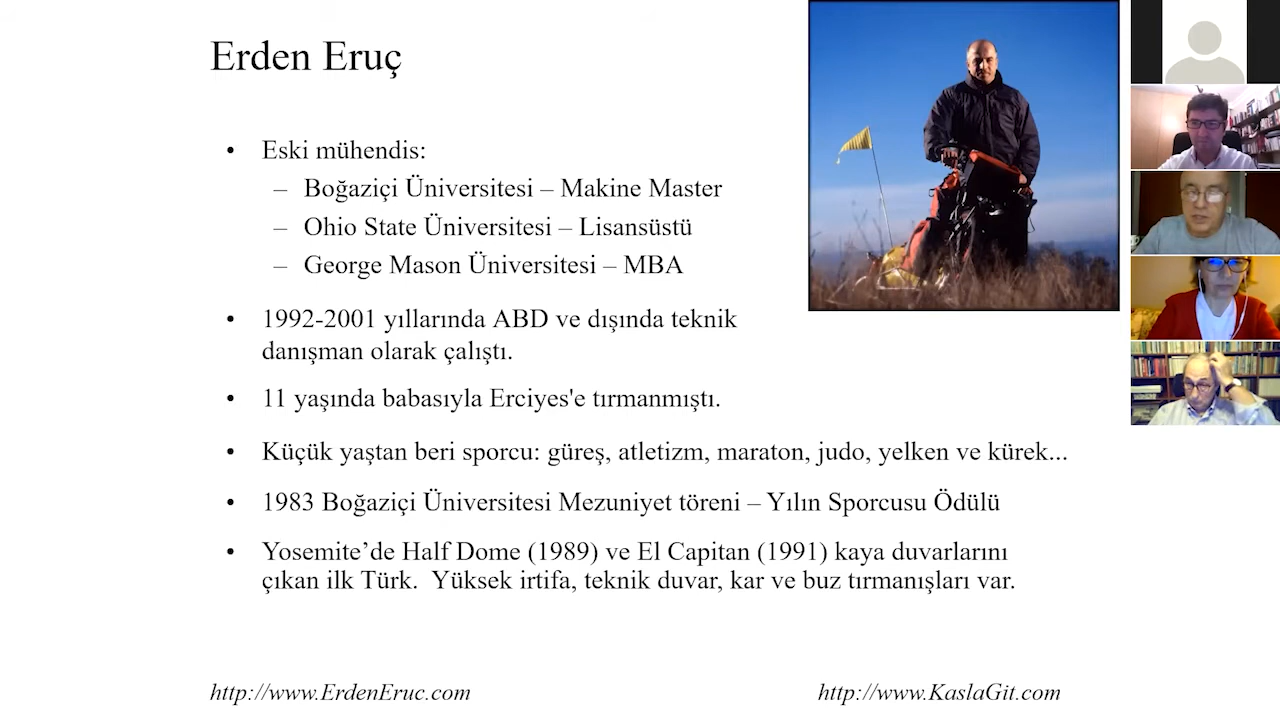 Erden Eruç
• Eski mühendis:
– Boğaziçi Üniversitesi – Makine Master
– Ohio State Üniversitesi – Lisansüstü
– George Mason Üniversitesi – MBA
• 1992-2001 yıllarında ABD ve dışında teknik
danışman olarak çalıştı.
• 11 yaşında babasıyla Erciyes'e tırmanmıştı.
• Küçük yaştan beri sporcu: güreş, atletizm, maraton, judo, yelken ve kürek...
• 1983 Boğaziçi Üniversitesi Mezuniyet töreni – Yılın Sporcusu Ödülü
• Yosemite’de Half Dome (1989) ve El Capitan (1991) kaya duvarlarını
çıkan ilk Türk. Yüksek irtifa, teknik duvar, kar ve buz tırmanışları var.
http://www.ErdenEruc.com
http://www.KaslaGit.com